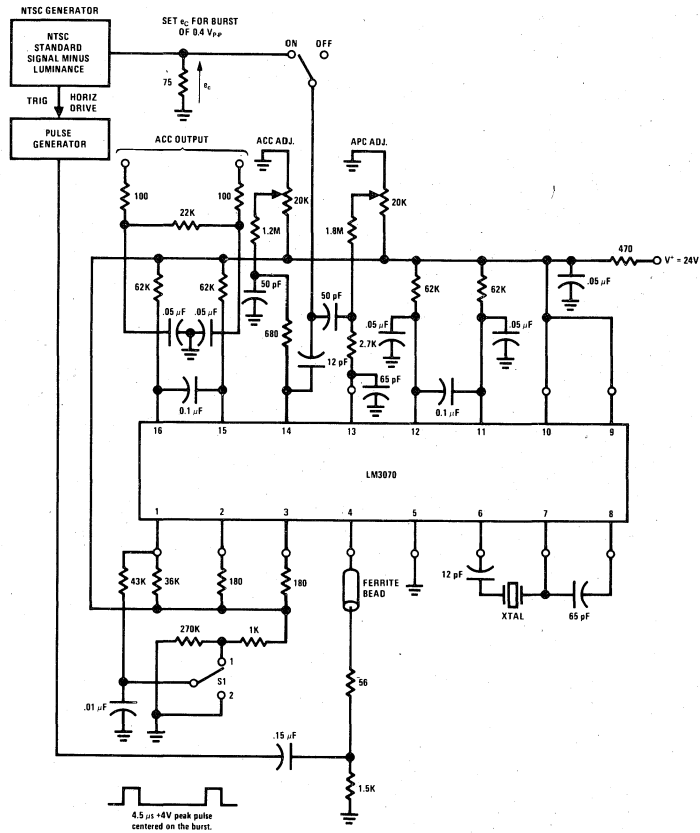 NTSC GENERATOR
NTSC
STANDARD
SIGNAL MINUS
LUMINANCE
SET eC FOR BURST
OF 0.4 VP-P
ON
OFF
75
ec
TRIG
HORIZ
DRIVE
PULSE
GENERATOR
ACC OUTPUT
ACC ADJ.
APC ADJ.
100
100
20K
20K
22K
1.2M
1.8M
470
V+ = 24V
62K
62K
50 pF
50 pF
62K
62K
.05 µF
.05 µF
.05 µF
.05 µF
.05 µF
680
2.7K
12 pF
65 pF
0.1 µF
0.1 µF
16
15
14
13
12
11
10
9
LM3070
1
2
3
4
5
6
7
8
43K
36K
180
180
FERRITE
BEAD
12 pF
XTAL
65 pF
270K
1K
1
S1
2
.01 µF
56
.15 µF
1.5K
4.5 µs +4V peak pulse
centered on the burst.